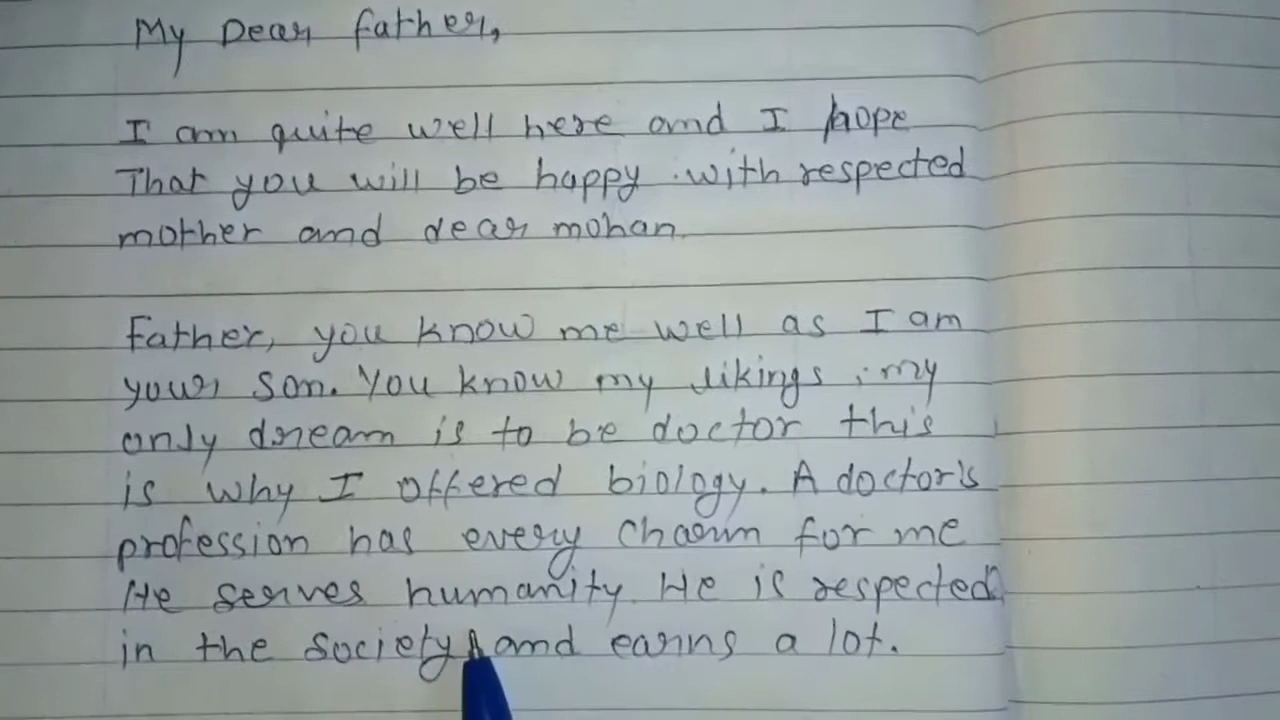 My Dear father,
I am quite well here and I hope
That you will be happy with respected
mother and dear mohan.
Father, you know me well as I am
your son. You know my likings. my
only dream is to be doctor this
is why I offered biology. A doctor's
profession has every charm for me
He serves humanity. He is respected
in the society and earns a lot.